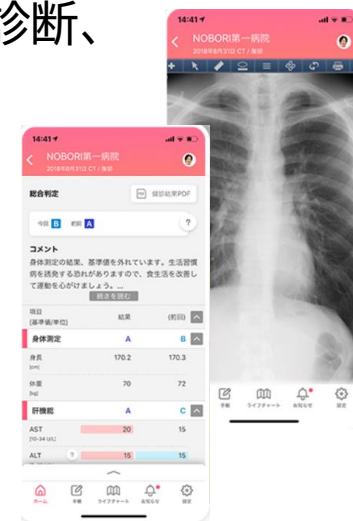 診断、
14:41
NOBORI第一病院
2018年8月31日 CT / 胸部
14:41
NOBORI第一病院
2018年8月31日 CT / 胸部
総合判定
健診結果PDF
今回 B 前回 A
?
コメント
身体測定の結果、基準値を外れています。生活習慣
病を誘発する恐れがありますので、食生活を改善し
て運動を心がけましょう。...
続きを読む
項目
(基準値/単位)
結果
(前回)
身体測定 A B
身長
[cm]
170.2 170.3
体重
[kg]
70 72
肝機能 A C
AST
[10-34 U/L]
20 15
ALT ? 15 15
ホーム
手帳
ライフチャート
お知らせ
設定
手帳
ライフチャート
お知らせ
設定